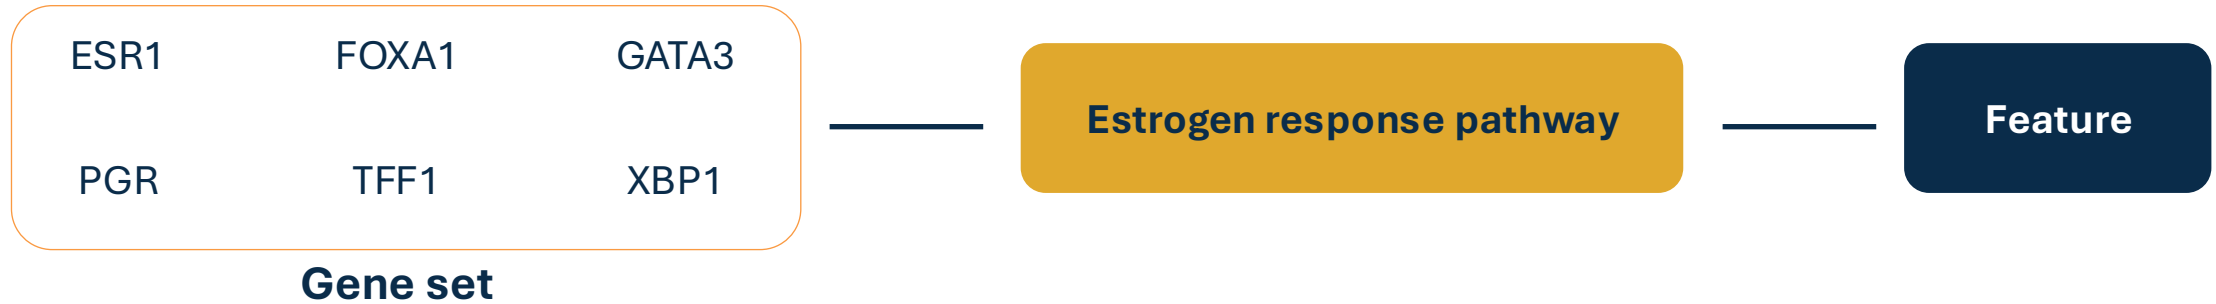 ESR1 FOXA1 GATA3
Estrogen response pathway
Feature
PGR TFF1 XBP1
Gene set